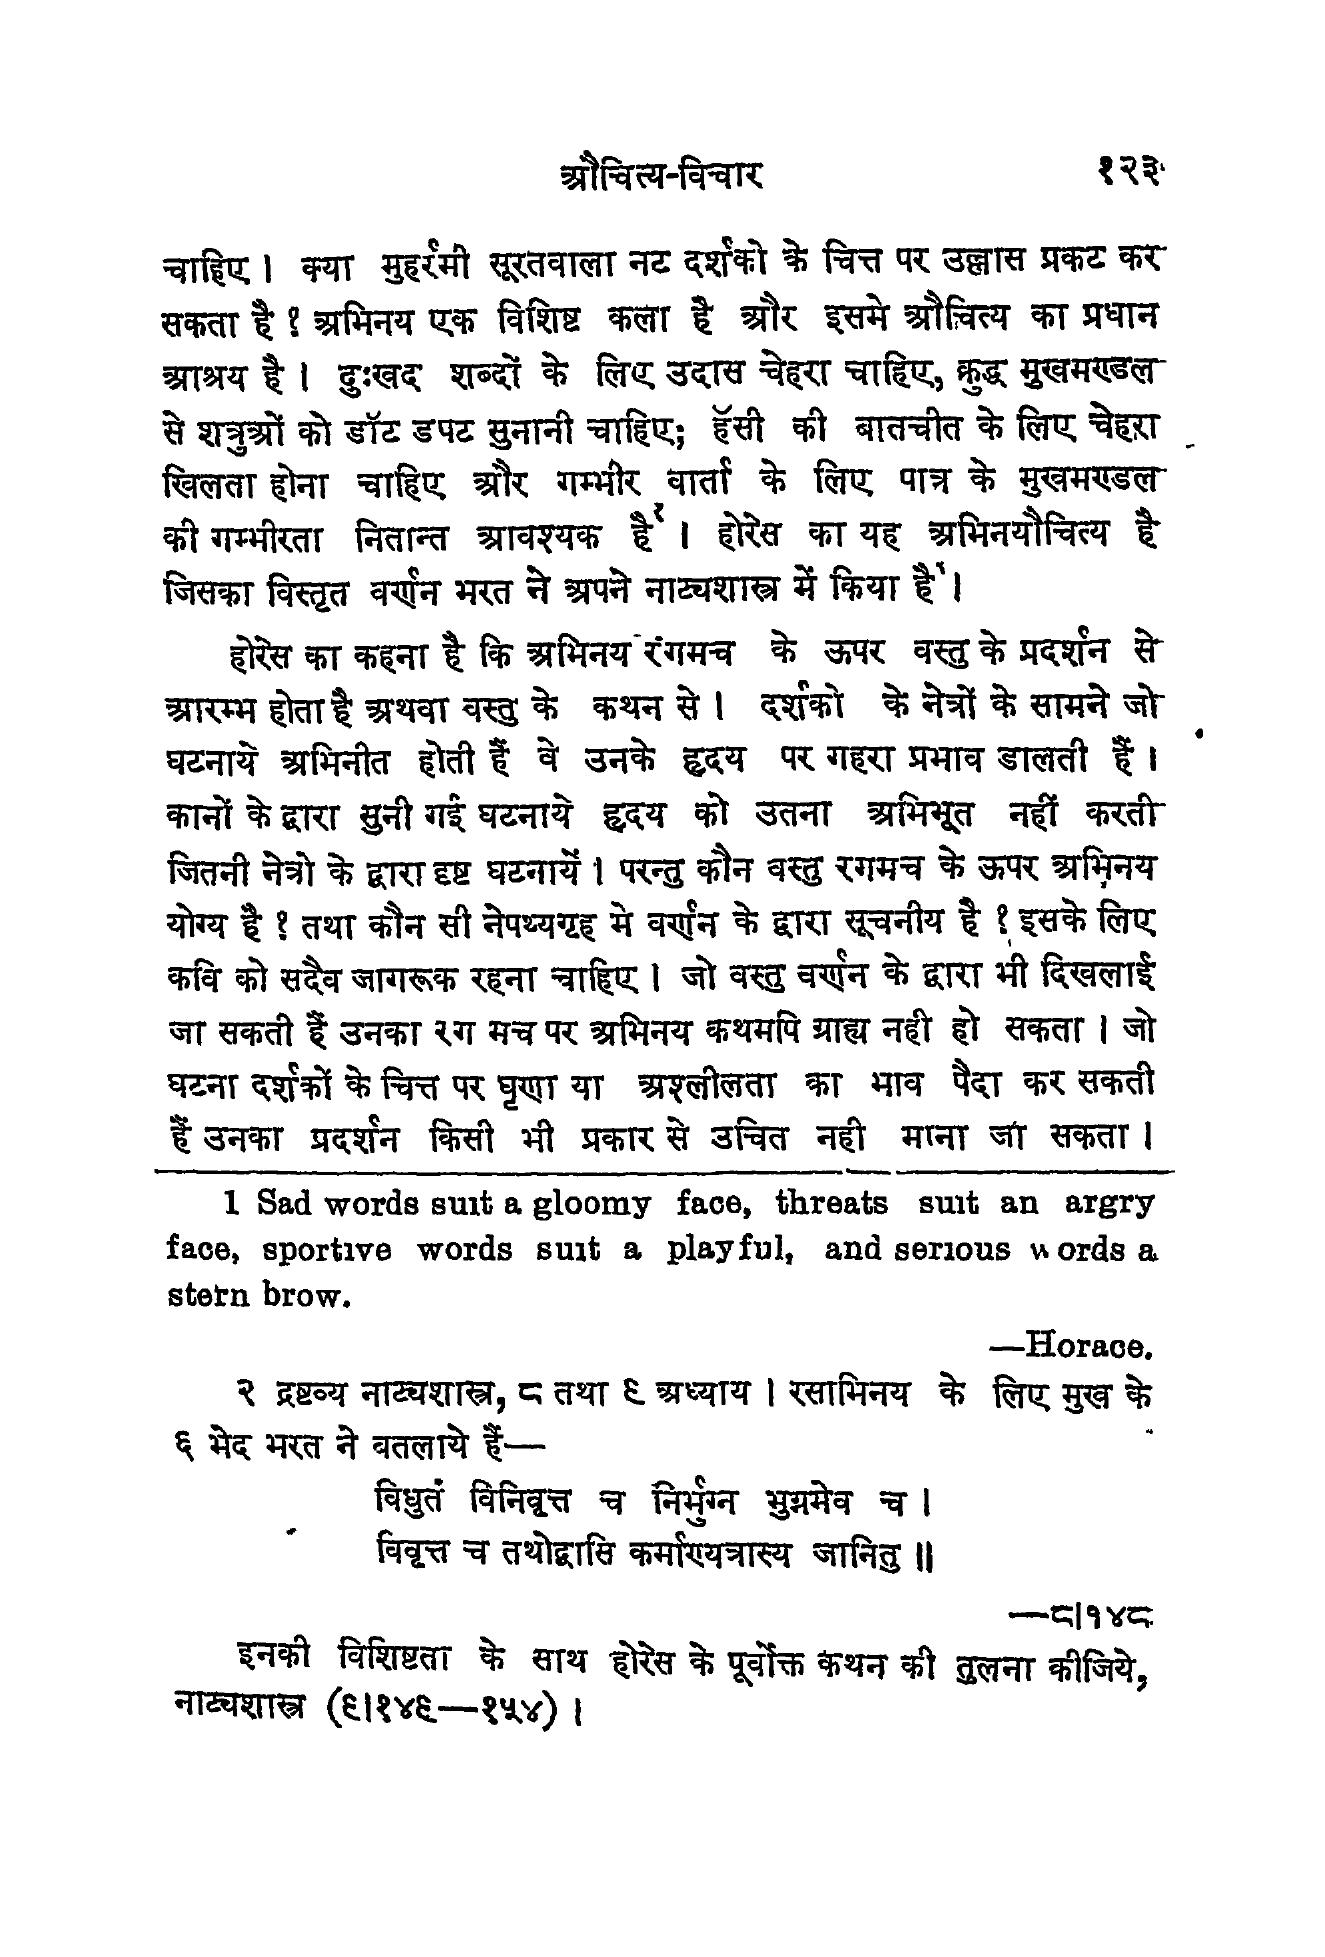 औचित्य-विचार १२३
चाहिए । क्या मुहर्रमी सूरतवाला नट दर्शको के चित्त पर उल्लास प्रकट कर
सकता है ? अभिनय एक विशिष्ट कला है और इसमे औचित्य का प्रधान
आश्रय है । दुःखद शब्दों के लिए उदास चेहरा चाहिए, क्रुद्ध मुखमण्डल
से शत्रुओं को डॉट डपट सुनानी चाहिए; हॅसी की बातचीत के लिए चेहरा
खिलता होना चाहिए और गम्भीर वार्ता के लिए पात्र के मुखमण्डल
की गम्भीरता नितान्त आवश्यक है१ । होरेस का यह अभिनयौचित्य है
जिसका विस्तृत वर्णन भरत ने अपने नाट्यशास्त्र में किया है१ ।
होरेस का कहना है कि अभिनय रंगमच के ऊपर वस्तु के प्रदर्शन से
आरम्भ होता है अथवा वस्तु के कथन से । दर्शको के नेत्रों के सामने जो
घटनायें अभिनीत होती हैं वे उनके हृदय पर गहरा प्रभाव डालती हैं ।
कानों के द्वारा सुनी गई घटनाये हृदय को उतना अभिभूत नहीं करती
जितनी नेत्रो के द्वारा दृष्ट घटनायें । परन्तु कौन वस्तु रगमच के ऊपर अभिनय
योग्य है ? तथा कौन सी नेपथ्यगृह मे वर्णन के द्वारा सूचनीय है ? इसके लिए
कवि को सदैव जागरूक रहना चाहिए । जो वस्तु वर्णन के द्वारा भी दिखलाई
जा सकती हैं उनका रग मच पर अभिनय कथमपि ग्राह्य नही हो सकता । जो
घटना दर्शकों के चित्त पर घृणा या अश्लीलता का भाव पैदा कर सकती
हैं उनका प्रदर्शन किसी भी प्रकार से उचित नही माना जा सकता ।
1 Sad words suit a gloomy face, threats suit an argry
face, sportive words suit a playful, and serious words a
stern brow.
—Horace.
२ द्रष्टव्य नाट्यशास्त्र, ८ तथा ९ अध्याय । रसाभिनय के लिए मुख के
६ भेद भरत ने बतलाये हैं—
विधुतं विनिवृत्त च निर्भुग्न भुग्नमेव च ।
विवृत्त च तथोद्वासि कर्माण्यत्रास्य जानितु ॥
—८।१४८
इनकी विशिष्टता के साथ होरेस के पूर्वोक्त कथन की तुलना कीजिये,
नाट्यशास्त्र (९।१४९—१५४) ।